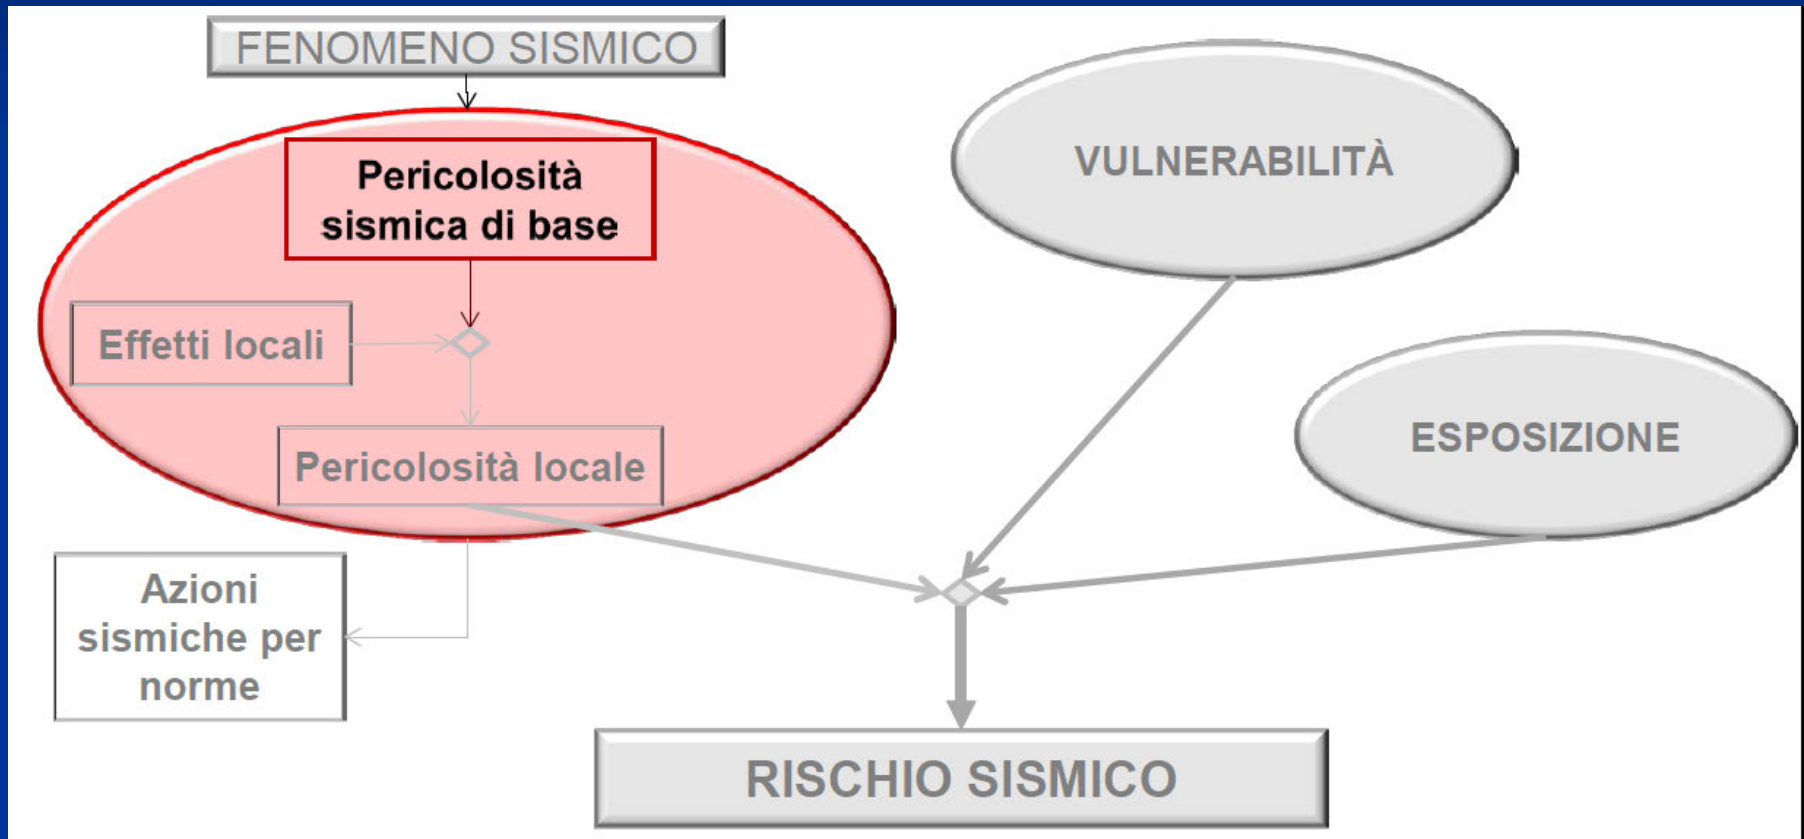 FENOMENO SISMICO
Pericolosità
sismica di base
Effetti locali
Pericolosità locale
Azioni
sismiche per
norme
VULNERABILITÀ
ESPOSIZIONE
RISCHIO SISMICO